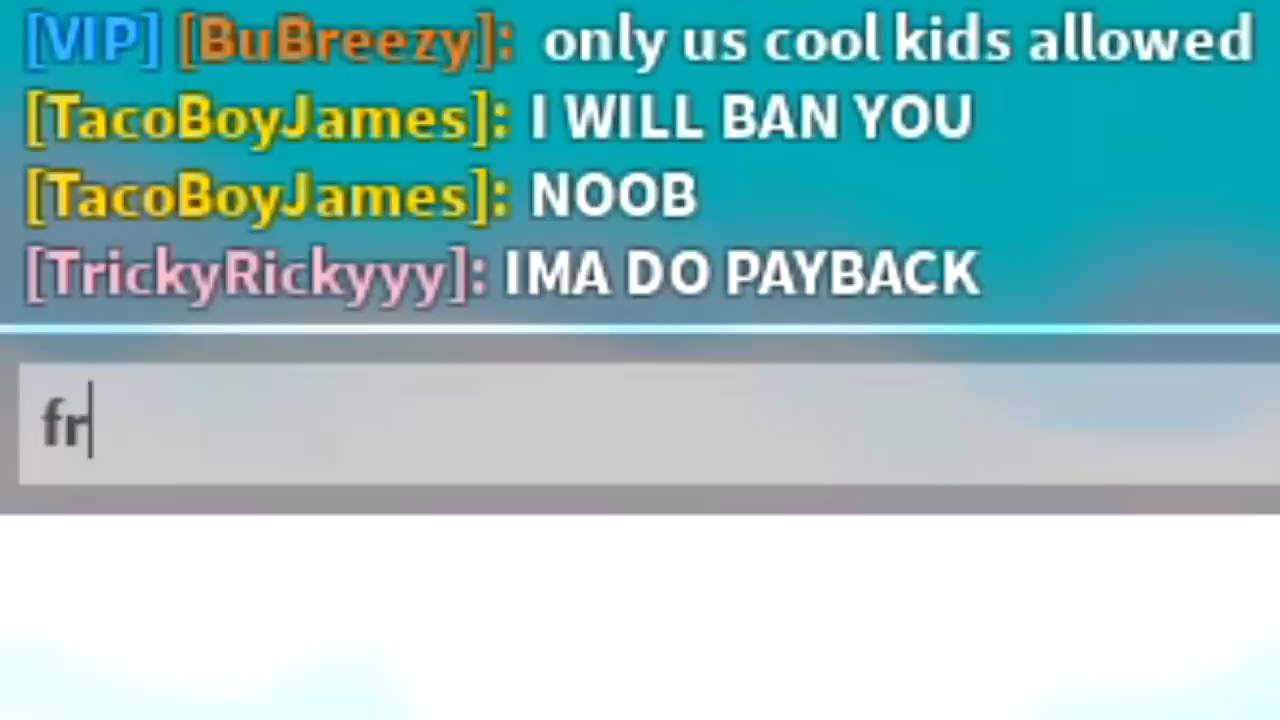 [VIP] [BuBreezy]: only us cool kids allowed
[TacoBoyJames]: I WILL BAN YOU
[TacoBoyJames]: NOOB
[TrickyRickyyy]: IMA DO PAYBACK
fr